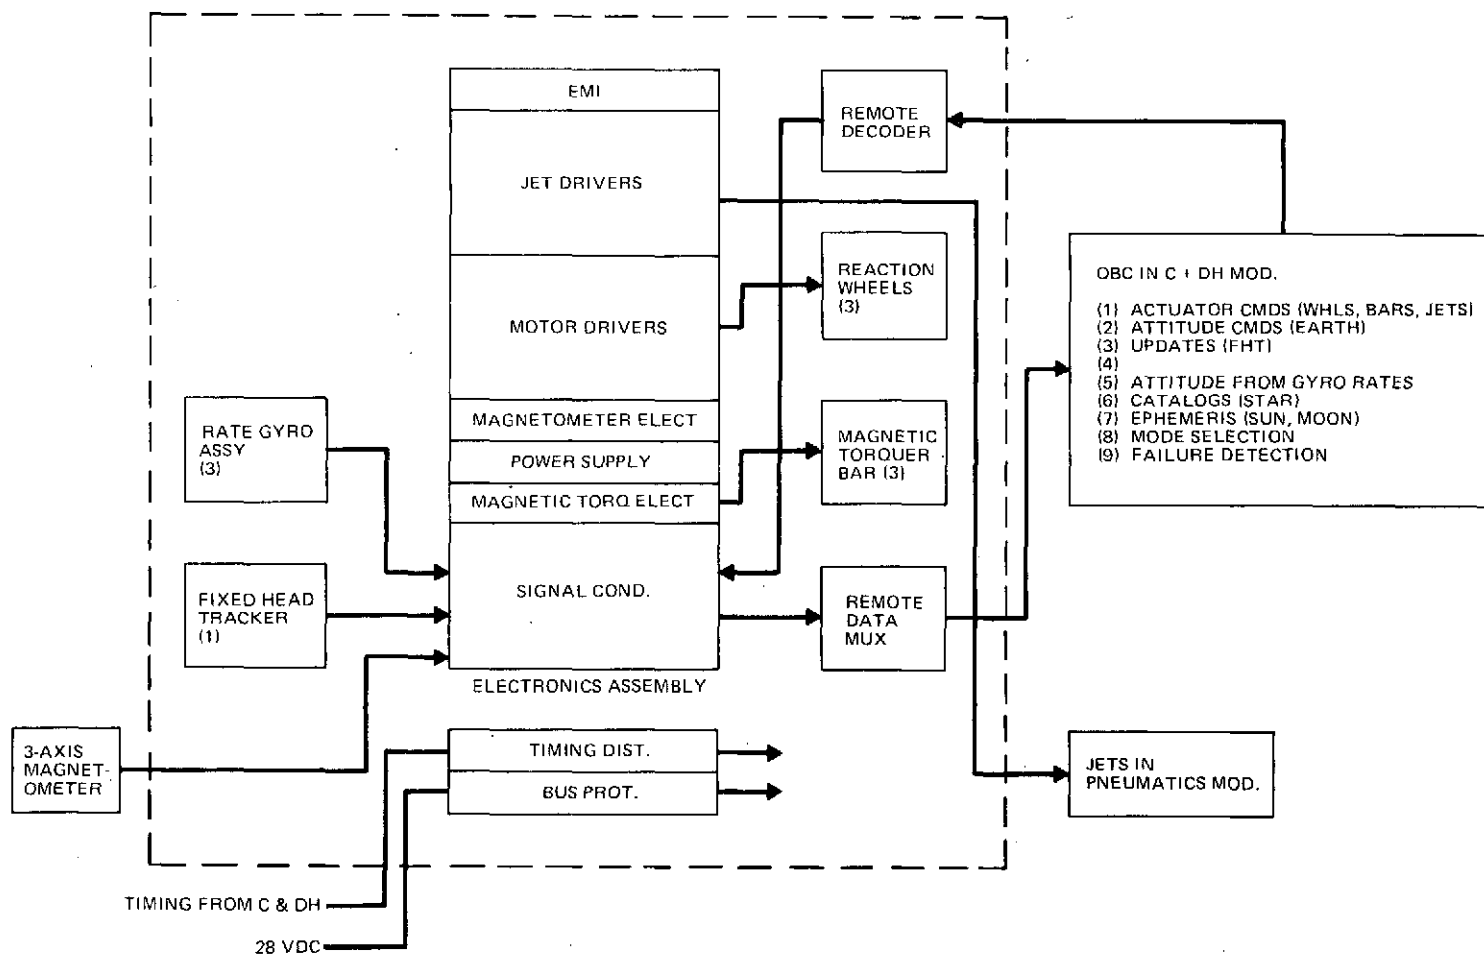 EMI
JET DRIVERS
MOTOR DRIVERS
MAGNETOMETER ELECT
POWER SUPPLY
MAGNETIC TORQ ELECT
SIGNAL COND.
ELECTRONICS ASSEMBLY
TIMING DIST.
BUS PROT.
RATE GYRO
ASSY
(3)
FIXED HEAD
TRACKER
(1)
3-AXIS
MAGNET-
OMETER
TIMING FROM C & DH
28 VDC
REMOTE
DECODER
REACTION
WHEELS
(3)
MAGNETIC
TORQUER
BAR (3)
REMOTE
DATA
MUX
OBC IN C + DH MOD.
(1) ACTUATOR CMDS (WHLS, BARS, JETS)
(2) ATTITUDE CMDS (EARTH)
(3) UPDATES (FHT)
(4)
(5) ATTITUDE FROM GYRO RATES
(6) CATALOGS (STAR)
(7) EPHEMERIS (SUN, MOON)
(8) MODE SELECTION
(9) FAILURE DETECTION
JETS IN
PNEUMATICS MOD.